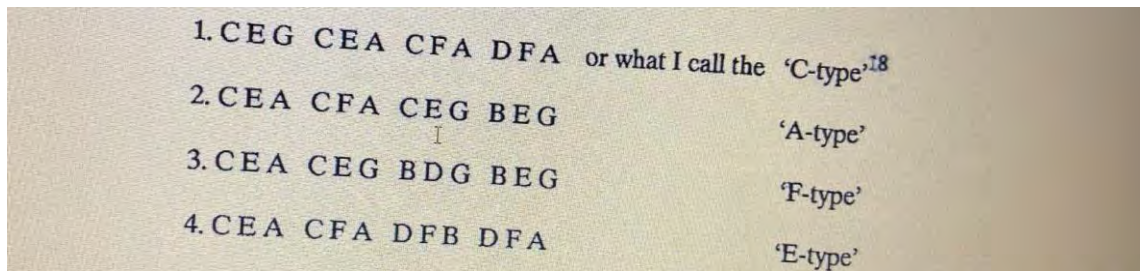 1. CEG CEA CFA DFA or what I call the 'C-type'18
2. CEA CFA CEG BEG 'A-type'
3. CEA CEG BDG BEG 'F-type'
4. CEA CFA DFB DFA 'E-type'